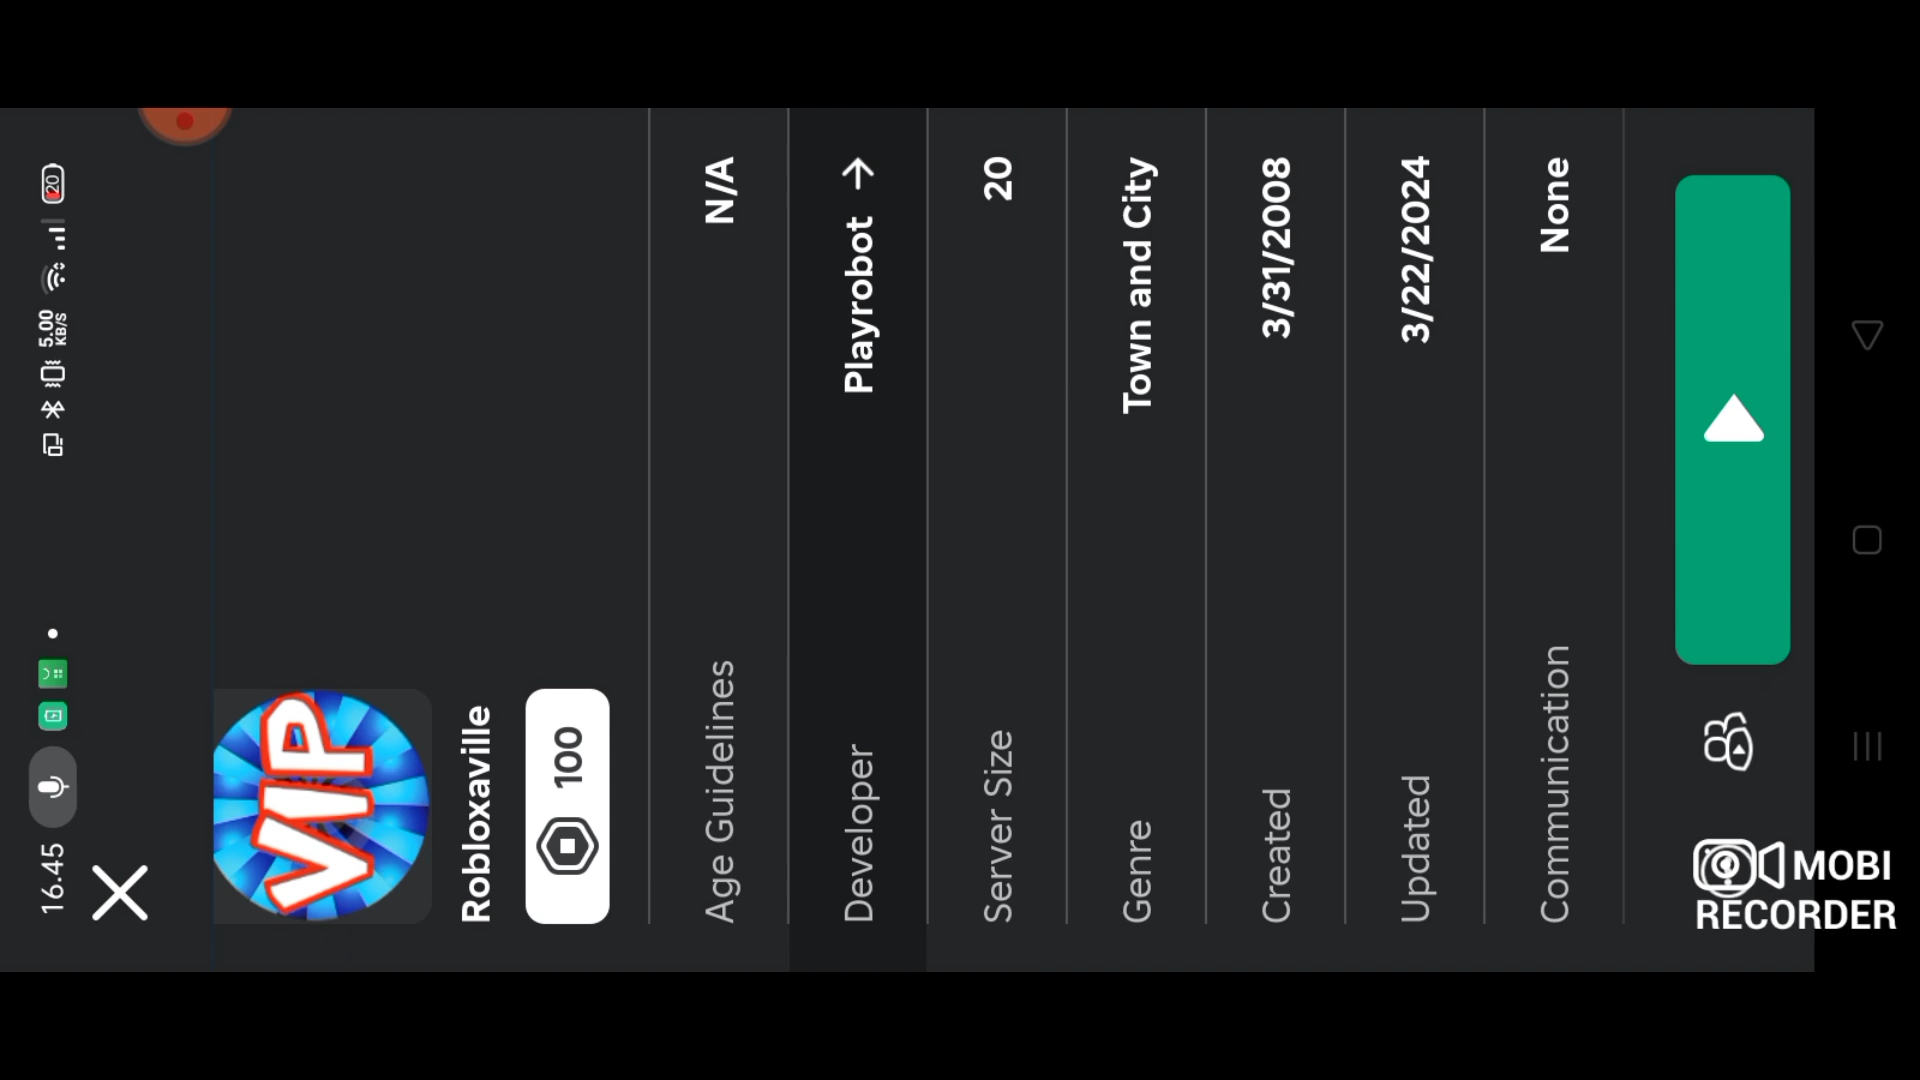 16.45
5.00
KB/S
20
VIP
Robloxaville
100
Age Guidelines N/A
Developer Playrobot →
Server Size 20
Genre Town and City
Created 3/31/2008
Updated 3/22/2024
Communication None
MOBI
RECORDER